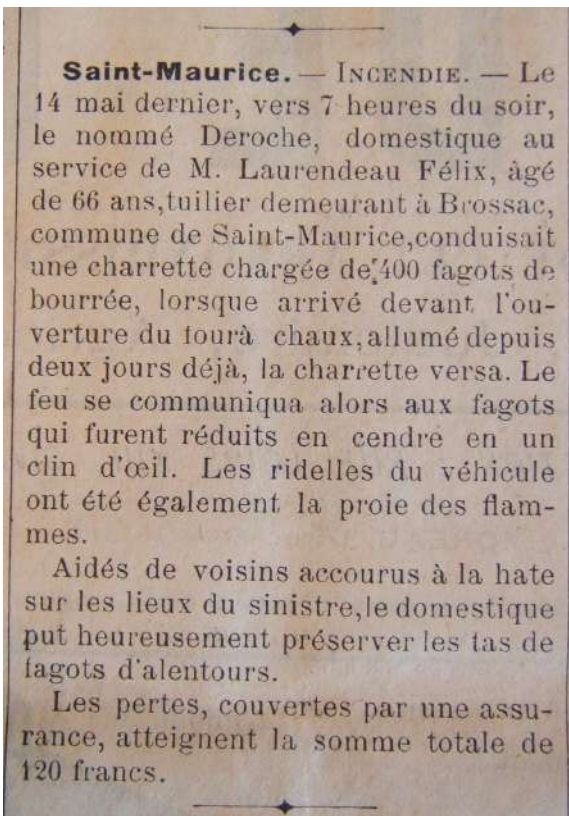 Saint-Maurice. — INCENDIE. — Le
14 mai dernier, vers 7 heures du soir,
le nommé Deroche, domestique au
service de M. Laurendeau Félix, àgé
de 66 ans,tuilier demeurant à Brossac,
commune de Saint-Maurice,conduisait
une charrette chargée de 400 fagots de
bourrée, lorsque arrivé devant l'ou-
verture du fourà chaux,allumé depuis
deux jours déjà, la charrette versa. Le
feu se communiqua alors aux fagots
qui furent réduits en cendre en un
clin d'œil. Les ridelles du véhicule
ont été également la proie des flam-
mes.
Aidés de voisins accourus à la hate
sur les lieux du sinistre,le domestique
put heureusement préserver les tas de
fagots d'alentours.
Les pertes, couvertes par une assu-
rance, atteignent la somme totale de
120 francs.